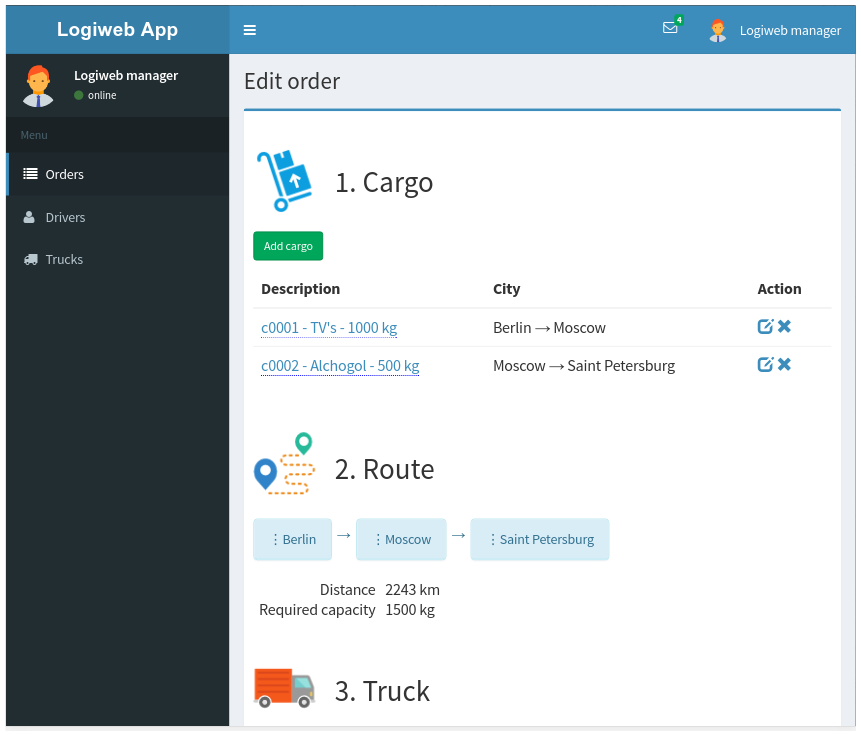 Logiweb App
4
Logiweb manager
Logiweb manager
online
Menu
Orders
Drivers
Trucks
Edit order
1. Cargo
Add cargo
Description City Action
c0001 - TV's - 1000 kg Berlin → Moscow
c0002 - Alchogol - 500 kg Moscow → Saint Petersburg
2. Route
⋮ Berlin → ⋮ Moscow → ⋮ Saint Petersburg
Distance 2243 km
Required capacity 1500 kg
3. Truck